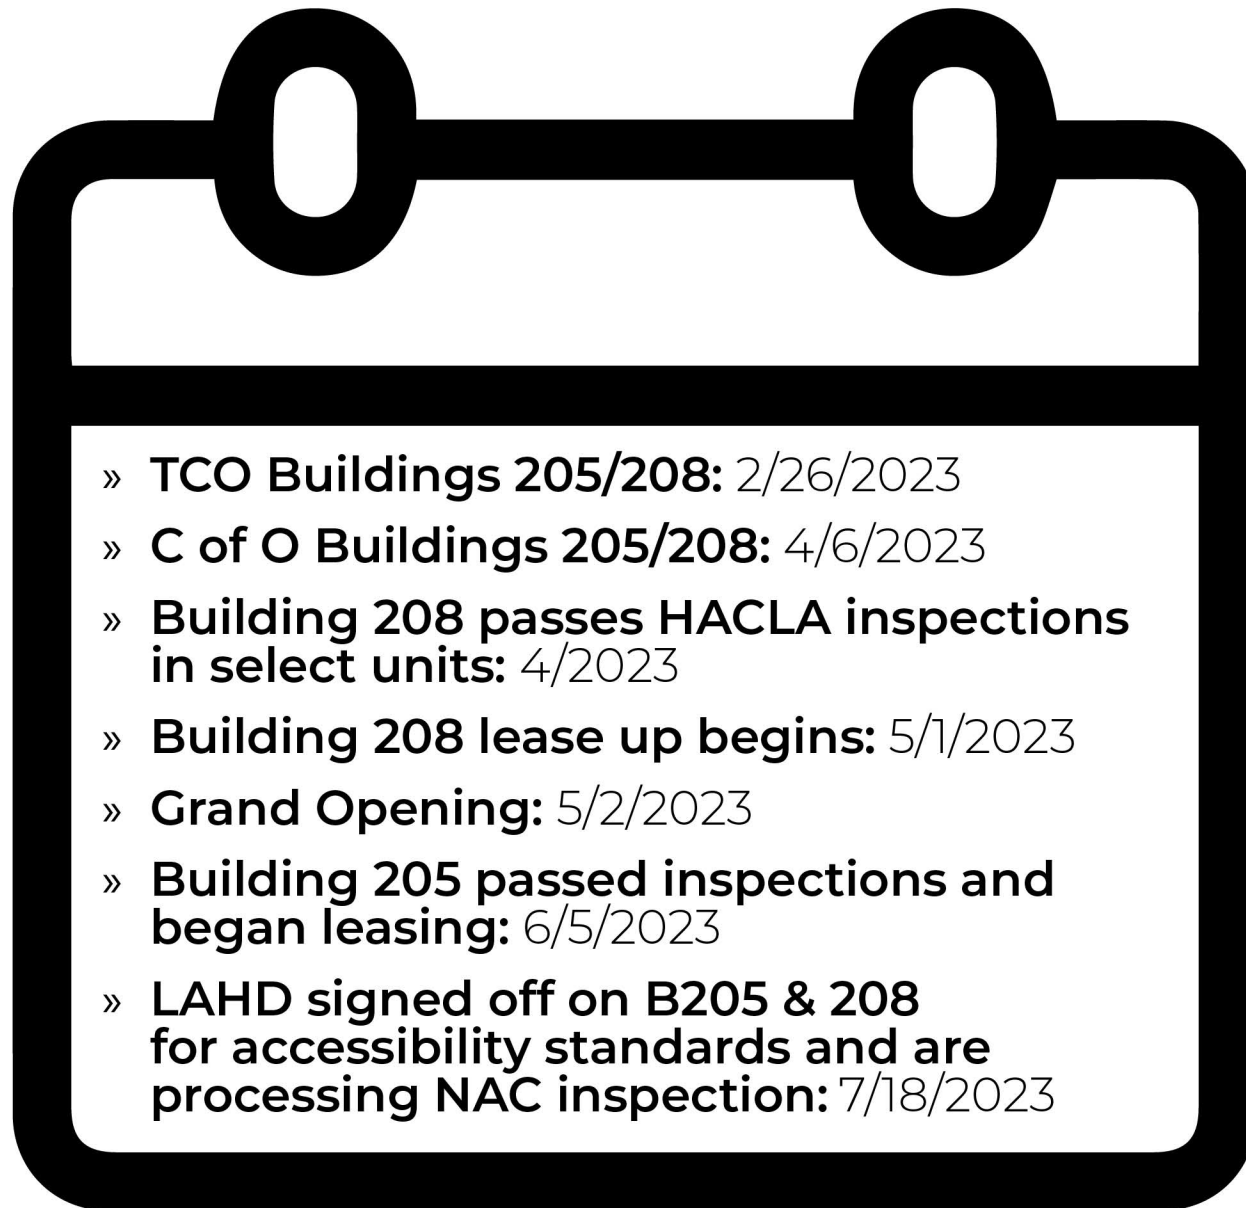 » TCO Buildings 205/208: 2/26/2023
» C of O Buildings 205/208: 4/6/2023
» Building 208 passes HACLA inspections
in select units: 4/2023
» Building 208 lease up begins: 5/1/2023
» Grand Opening: 5/2/2023
» Building 205 passed inspections and
began leasing: 6/5/2023
» LAHD signed off on B205 & 208
for accessibility standards and are
processing NAC inspection: 7/18/2023